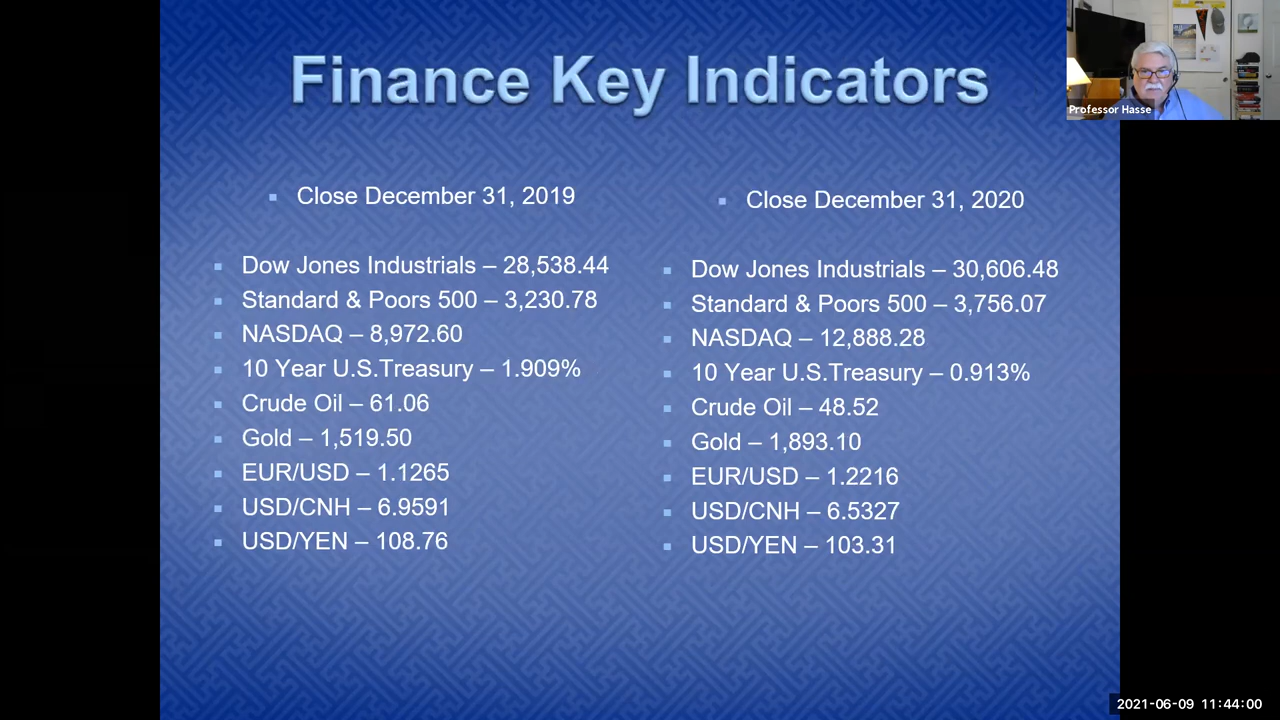 Finance Key Indicators
Professor Hasse
Close December 31, 2019
Dow Jones Industrials – 28,538.44
Standard & Poors 500 – 3,230.78
NASDAQ – 8,972.60
10 Year U.S.Treasury – 1.909%
Crude Oil – 61.06
Gold – 1,519.50
EUR/USD – 1.1265
USD/CNH – 6.9591
USD/YEN – 108.76
Close December 31, 2020
Dow Jones Industrials – 30,606.48
Standard & Poors 500 – 3,756.07
NASDAQ – 12,888.28
10 Year U.S.Treasury – 0.913%
Crude Oil – 48.52
Gold – 1,893.10
EUR/USD – 1.2216
USD/CNH – 6.5327
USD/YEN – 103.31
2021-06-09 11:44:00